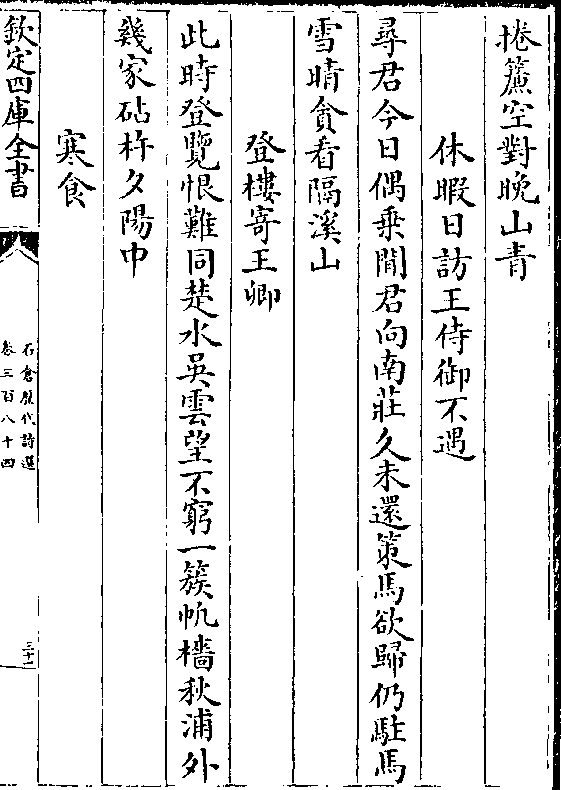 捲簾空對晚山青
休暇日訪王侍御不遇
尋君今日偶乗閒君向南莊久未還策馬欲歸仍駐馬
雪晴貪看隔溪山
登樓寄王卿
此時登覽恨難同楚水吳雲望不窮一簇帆檣秋浦外
幾家砧杵夕陽中
寒食
欽定四庫全書
石倉歷代詩選
卷三百八十四
三十二